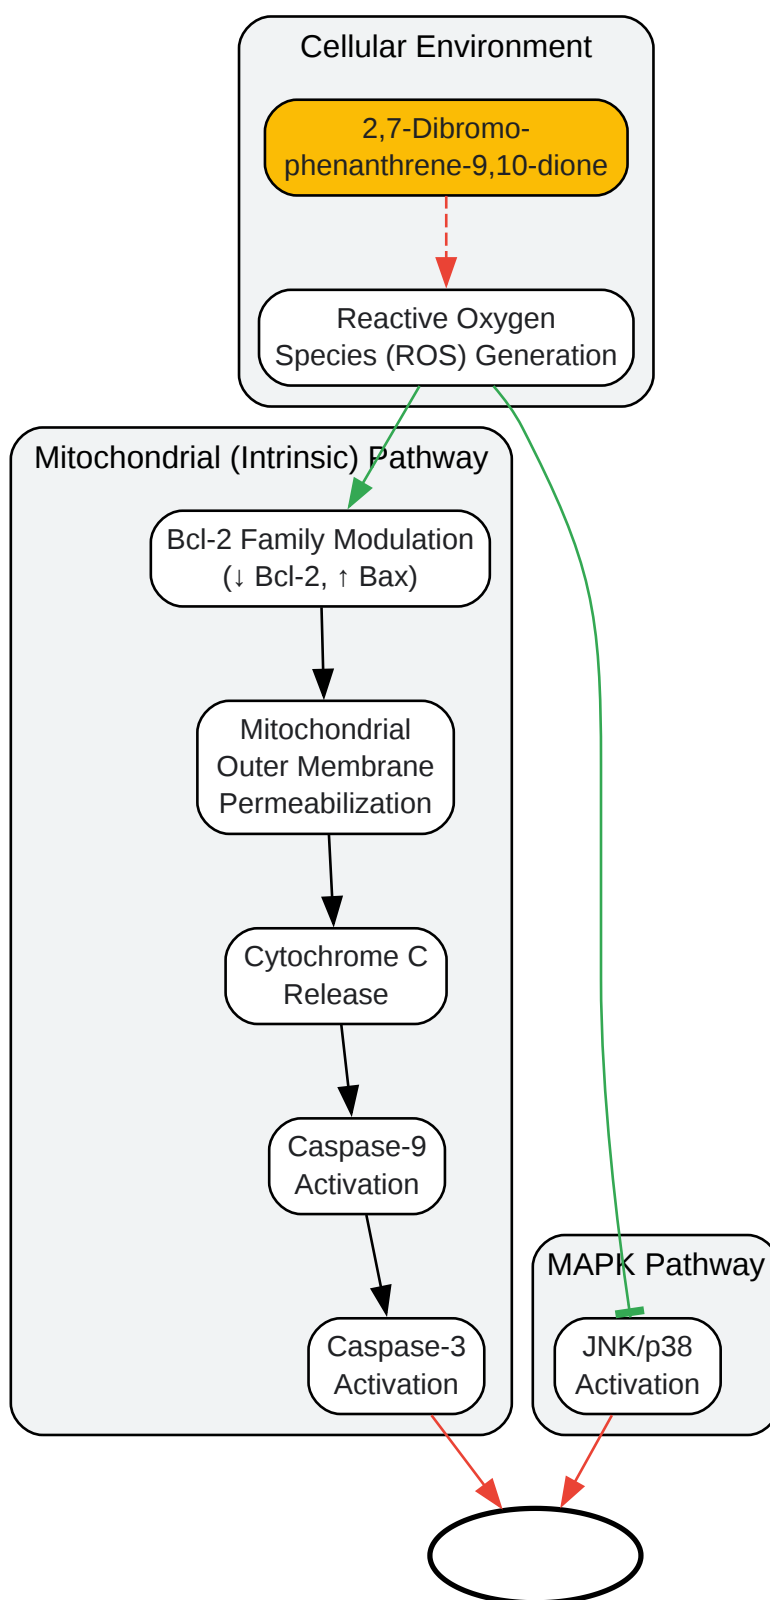 Cellular Environment
2,7-Dibromo-
phenanthrene-9,10-dione
Reactive Oxygen
Species (ROS) Generation
Mitochondrial (Intrinsic) Pathway
Bcl-2 Family Modulation
(↓ Bcl-2, ↑ Bax)
Mitochondrial
Outer Membrane
Permeabilization
Cytochrome C
Release
Caspase-9
Activation
Caspase-3
Activation
MAPK Pathway
JNK/p38
Activation